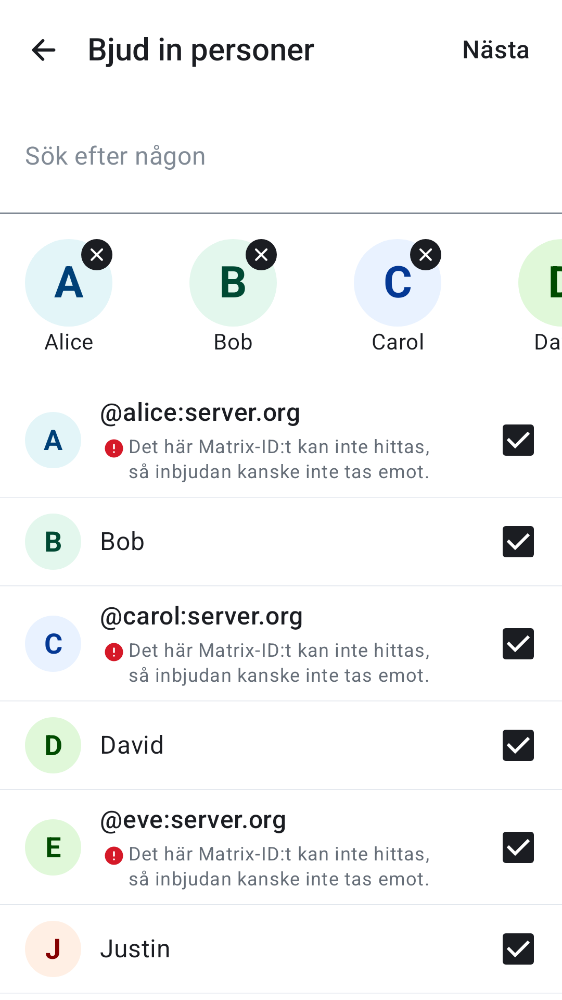 Bjud in personer
Nästa
Sök efter någon
A
B
C
Alice
Bob
Carol
Da
A
@alice:server.org
Det här Matrix-ID:t kan inte hittas,
så inbjudan kanske inte tas emot.
B
Bob
C
@carol:server.org
Det här Matrix-ID:t kan inte hittas,
så inbjudan kanske inte tas emot.
D
David
E
@eve:server.org
Det här Matrix-ID:t kan inte hittas,
så inbjudan kanske inte tas emot.
J
Justin